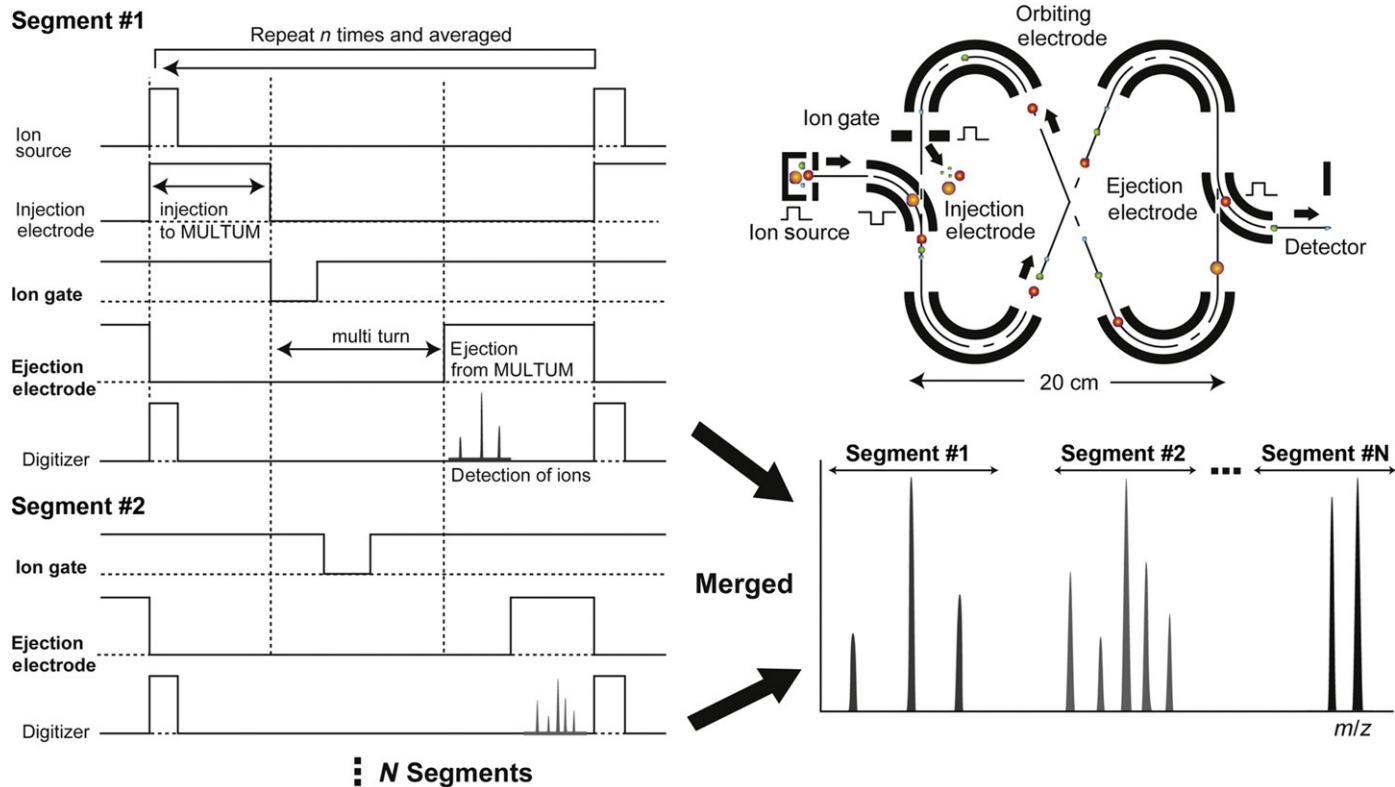 Segment #1
Repeat n times and averaged
Ion
source
Injection
electrode
injection
to MULTUM
Ion gate
multi turn
Ejection
electrode
Ejection
from MULTUM
Digitizer
Detection of ions
Segment #2
Ion gate
Ejection
electrode
Digitizer
N Segments
Orbiting
electrode
Ion gate
Ion source
Injection
electrode
Ejection
electrode
Detector
20 cm
Merged
Segment #1
Segment #2
Segment #N
m/z